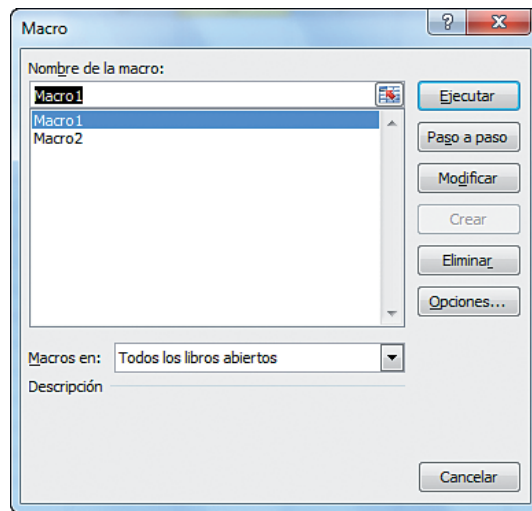 Macro
Nombre de la macro:
Macro1
Macro1
Macro2
Ejecutar
Paso a paso
Modificar
Crear
Eliminar
Opciones...
Macros en:
Todos los libros abiertos
Descripción
Cancelar